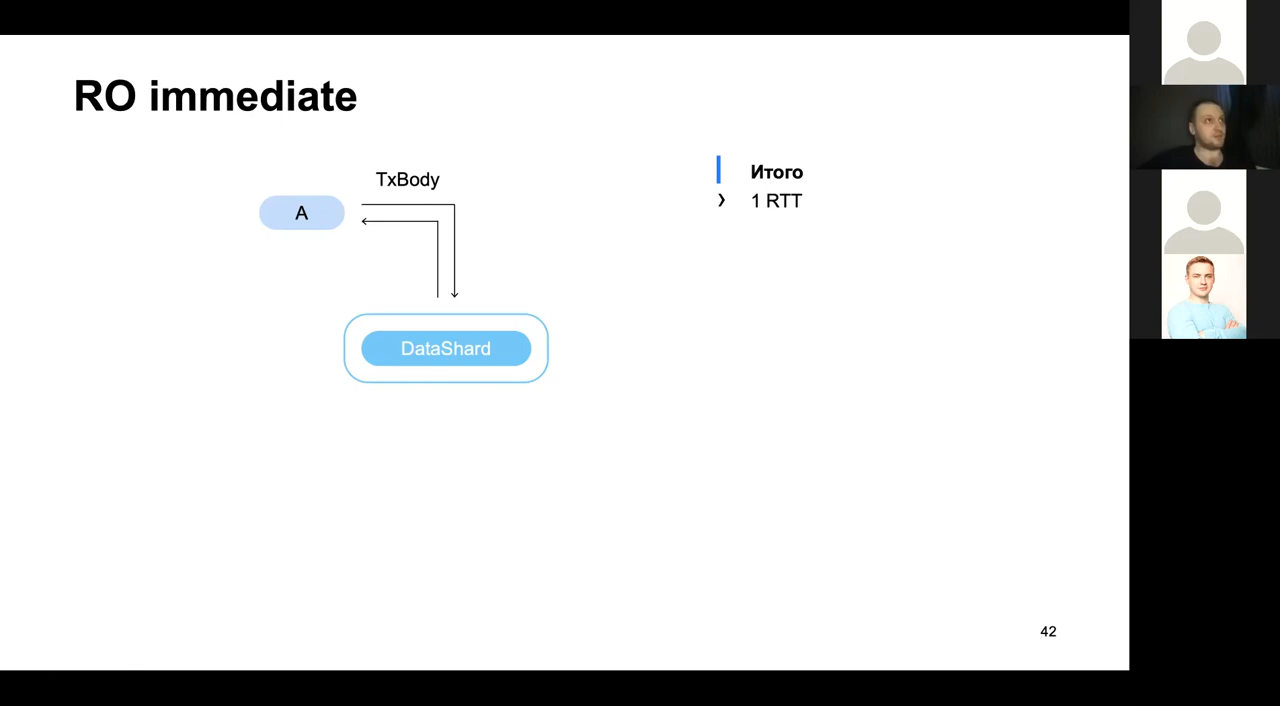 RO immediate
TxBody
A
DataShard
Итого
❯ 1 RTT
42